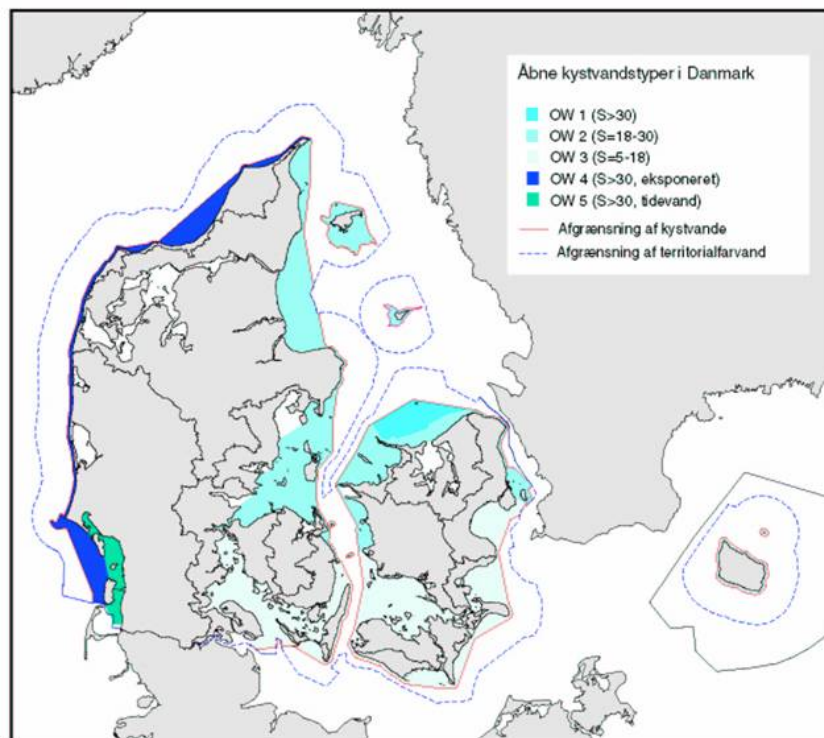 Åbne kystvandstyper i Danmark
OW 1 (S>30)
OW 2 (S=18-30)
OW 3 (S=5-18)
OW 4 (S>30, eksponeret)
OW 5 (S>30, tidevand)
Afgrænsning af kystvande
Afgrænsning af territorialfarvand